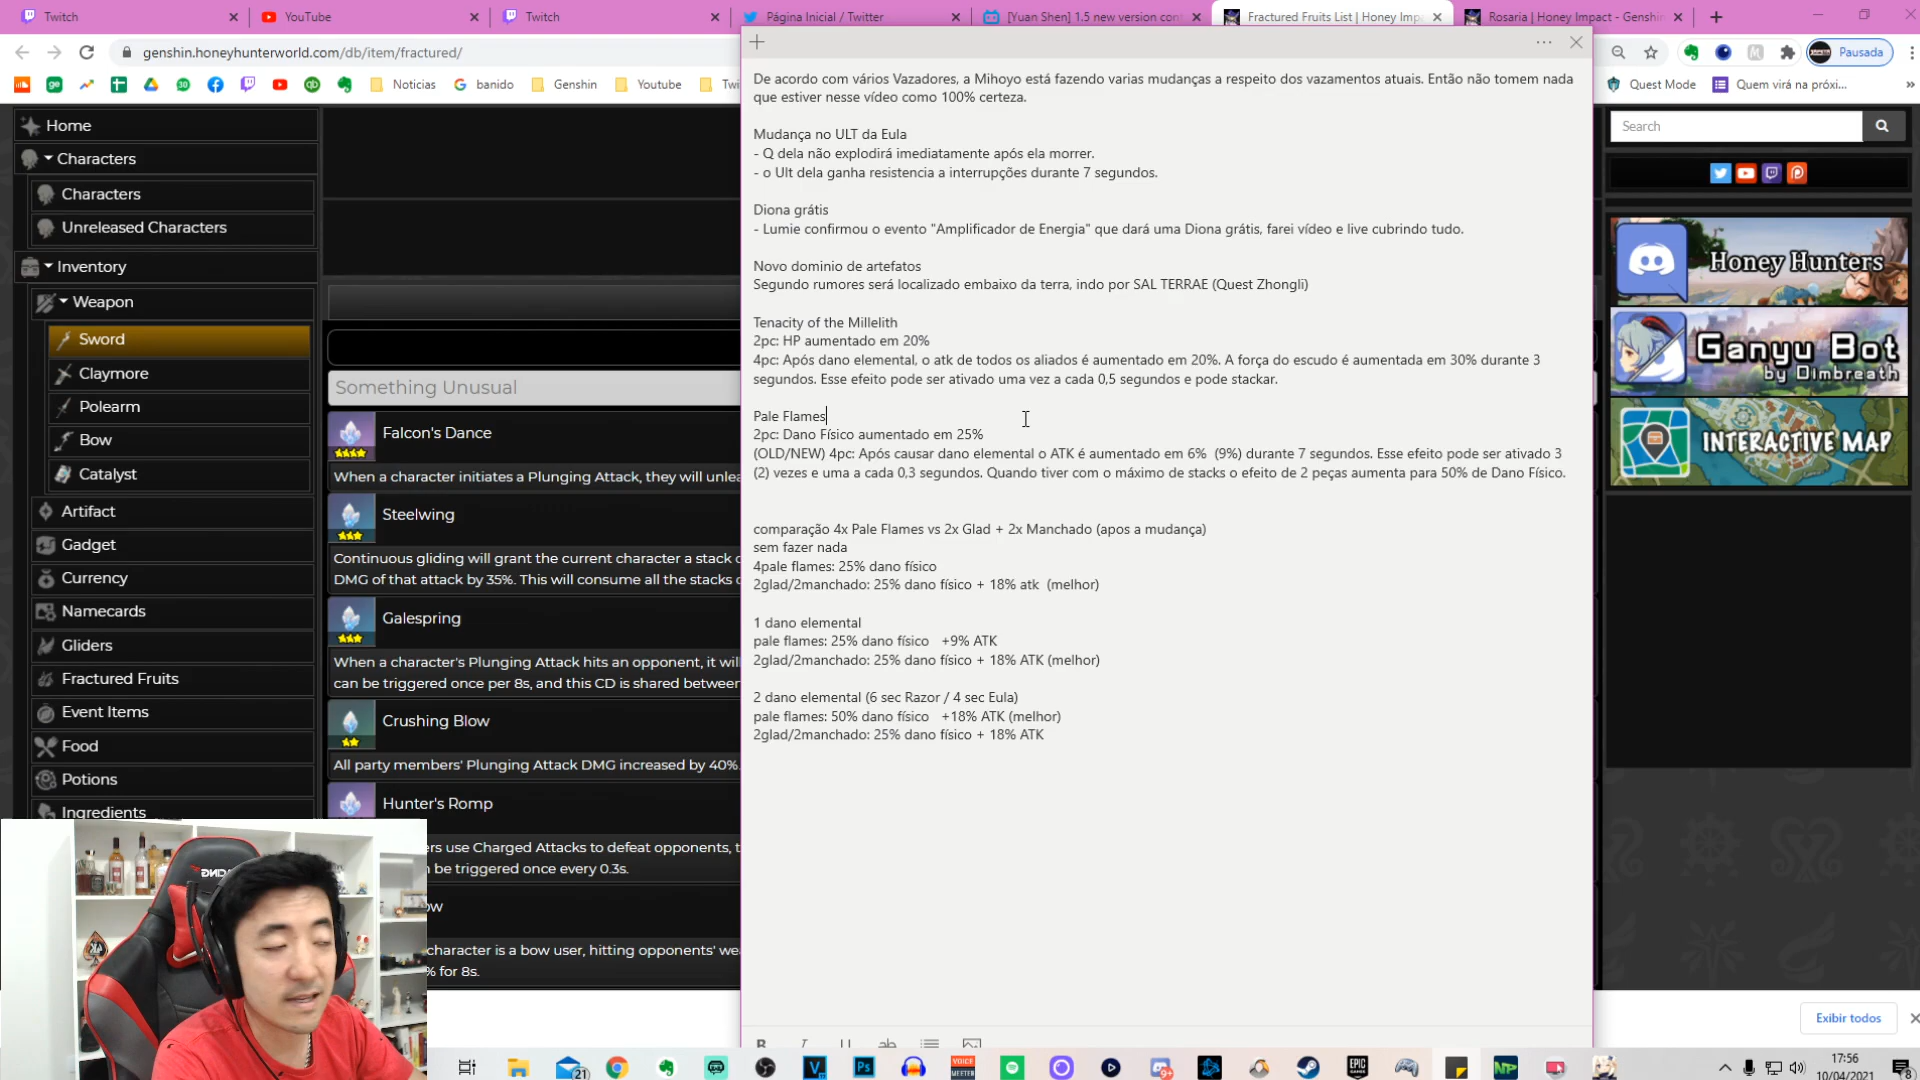 Twitch
YouTube
Twitch
Página Inicial / Twitter
[Yuan Shen] 1.5 new version con
Fractured Fruits List | Honey Imp
Rosaria | Honey Impact - Genshin
genshin.honeyhunterworld.com/db/item/fractured/
Pausada
Noticias
banido
Genshin
Youtube
Twi
Quest Mode
Quem virá na próxi...
Home
Characters
Characters
Unreleased Characters
Inventory
Weapon
Sword
Claymore
Polearm
Bow
Catalyst
Artifact
Gadget
Currency
Namecards
Gliders
Fractured Fruits
Event Items
Food
Potions
Ingredients
Something Unusual
Falcon's Dance
When a character initiates a Plunging Attack, they will unlea
Steelwing
Continuous gliding will grant the current character a stack o
DMG of that attack by 35%. This will consume all the stacks o
Galespring
When a character's Plunging Attack hits an opponent, it wil
can be triggered once per 8s, and this CD is shared between
Crushing Blow
All party members' Plunging Attack DMG increased by 40%.
Hunter's Romp
ers use Charged Attacks to defeat opponents, t
n be triggered once every 0.3s.
ow
character is a bow user, hitting opponents' wea
% for 8s.
De acordo com vários Vazadores, a Mihoyo está fazendo varias mudanças a respeito dos vazamentos atuais. Então não tomem nada
que estiver nesse vídeo como 100% certeza.
Mudança no ULT da Eula
- Q dela não explodirá imediatamente após ela morrer.
- o Ult dela ganha resistencia a interrupções durante 7 segundos.
Diona grátis
- Lumie confirmou o evento "Amplificador de Energia" que dará uma Diona grátis, farei vídeo e live cubrindo tudo.
Novo dominio de artefatos
Segundo rumores será localizado embaixo da terra, indo por SAL TERRAE (Quest Zhongli)
Tenacity of the Millelith
2pc: HP aumentado em 20%
4pc: Após dano elemental, o atk de todos os aliados é aumentado em 20%. A força do escudo é aumentada em 30% durante 3
segundos. Esse efeito pode ser ativado uma vez a cada 0,5 segundos e pode stackar.
Pale Flames
2pc: Dano Físico aumentado em 25%
(OLD/NEW) 4pc: Após causar dano elemental o ATK é aumentado em 6% (9%) durante 7 segundos. Esse efeito pode ser ativado 3
(2) vezes e uma a cada 0,3 segundos. Quando tiver com o máximo de stacks o efeito de 2 peças aumenta para 50% de Dano Físico.
comparação 4x Pale Flames vs 2x Glad + 2x Manchado (apos a mudança)
sem fazer nada
4pale flames: 25% dano físico
2glad/2manchado: 25% dano físico + 18% atk (melhor)
1 dano elemental
pale flames: 25% dano físico +9% ATK
2glad/2manchado: 25% dano físico + 18% ATK (melhor)
2 dano elemental (6 sec Razor / 4 sec Eula)
pale flames: 50% dano físico +18% ATK (melhor)
2glad/2manchado: 25% dano físico + 18% ATK
Search
Honey Hunters
Ganyu Bot
by Dimbreath
INTERACTIVE MAP
Exibir todos
21
VOICE
MEETER
EPIC
GAMES
NP
17:56
10/04/2021
8